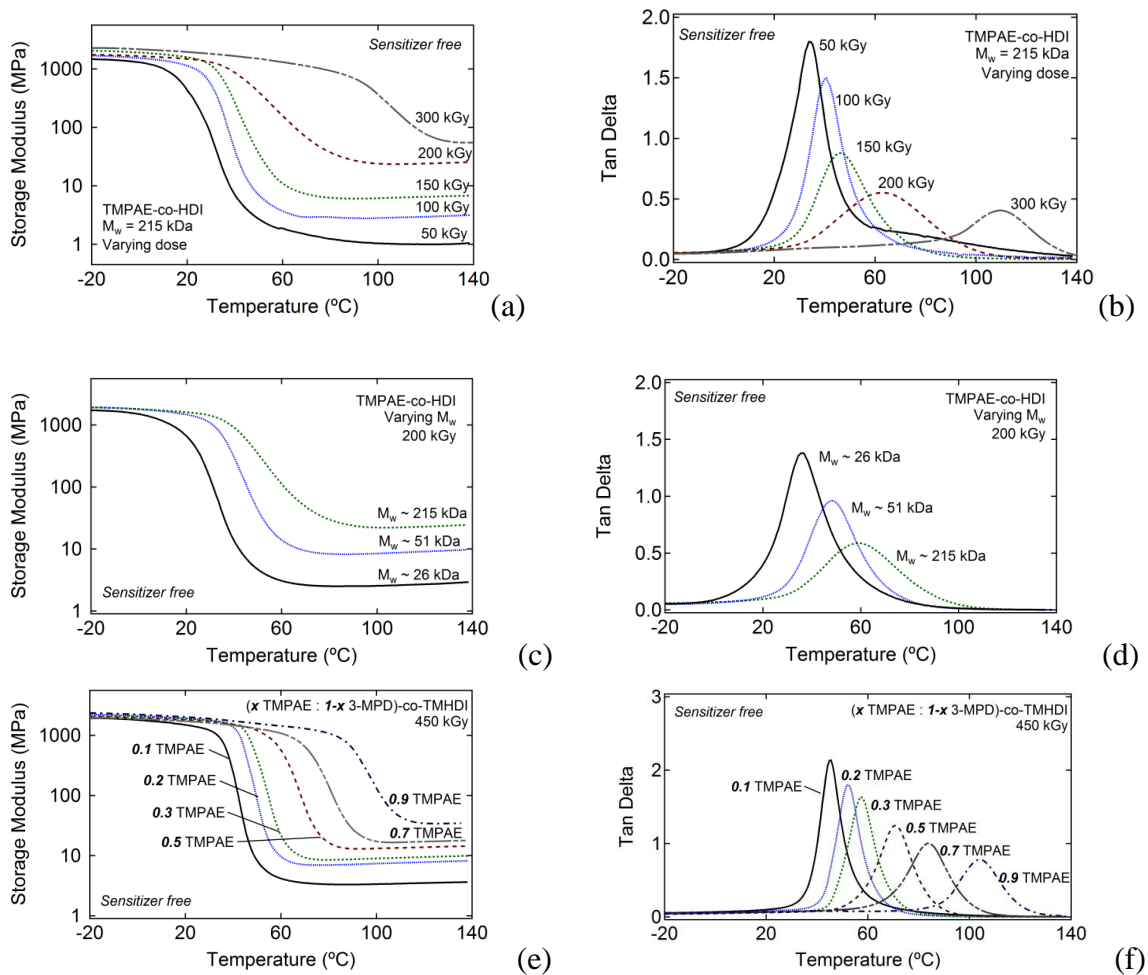 Storage Modulus (MPa)
1000
100
10
1
Sensitizer free
300 kGy
200 kGy
150 kGy
100 kGy
50 kGy
TMPAE-co-HDI
M_w = 215 kDa
Varying dose
-20
20
60
100
140
Temperature (ºC)
(a)
Tan Delta
2.0
1.5
1.0
0.5
0.0
Sensitizer free
TMPAE-co-HDI
M_w = 215 kDa
Varying dose
50 kGy
100 kGy
150 kGy
200 kGy
300 kGy
-20
20
60
100
140
Temperature (ºC)
(b)
Storage Modulus (MPa)
1000
100
10
1
TMPAE-co-HDI
Varying M_w
200 kGy
M_w ~ 215 kDa
M_w ~ 51 kDa
M_w ~ 26 kDa
Sensitizer free
-20
20
60
100
140
Temperature (ºC)
(c)
Tan Delta
2.0
1.5
1.0
0.5
0.0
Sensitizer free
TMPAE-co-HDI
Varying M_w
200 kGy
M_w ~ 26 kDa
M_w ~ 51 kDa
M_w ~ 215 kDa
-20
20
60
100
140
Temperature (ºC)
(d)
Storage Modulus (MPa)
1000
100
10
1
(x TMPAE : 1-x 3-MPD)-co-TMHDI
450 kGy
0.1 TMPAE
0.2 TMPAE
0.3 TMPAE
0.5 TMPAE
0.9 TMPAE
0.7 TMPAE
Sensitizer free
-20
20
60
100
140
Temperature (ºC)
(e)
Tan Delta
3
2
1
0
Sensitizer free
(x TMPAE : 1-x 3-MPD)-co-TMHDI
450 kGy
0.1 TMPAE
0.2 TMPAE
0.3 TMPAE
0.5 TMPAE
0.7 TMPAE
0.9 TMPAE
-20
20
60
100
140
Temperature (ºC)
(f)